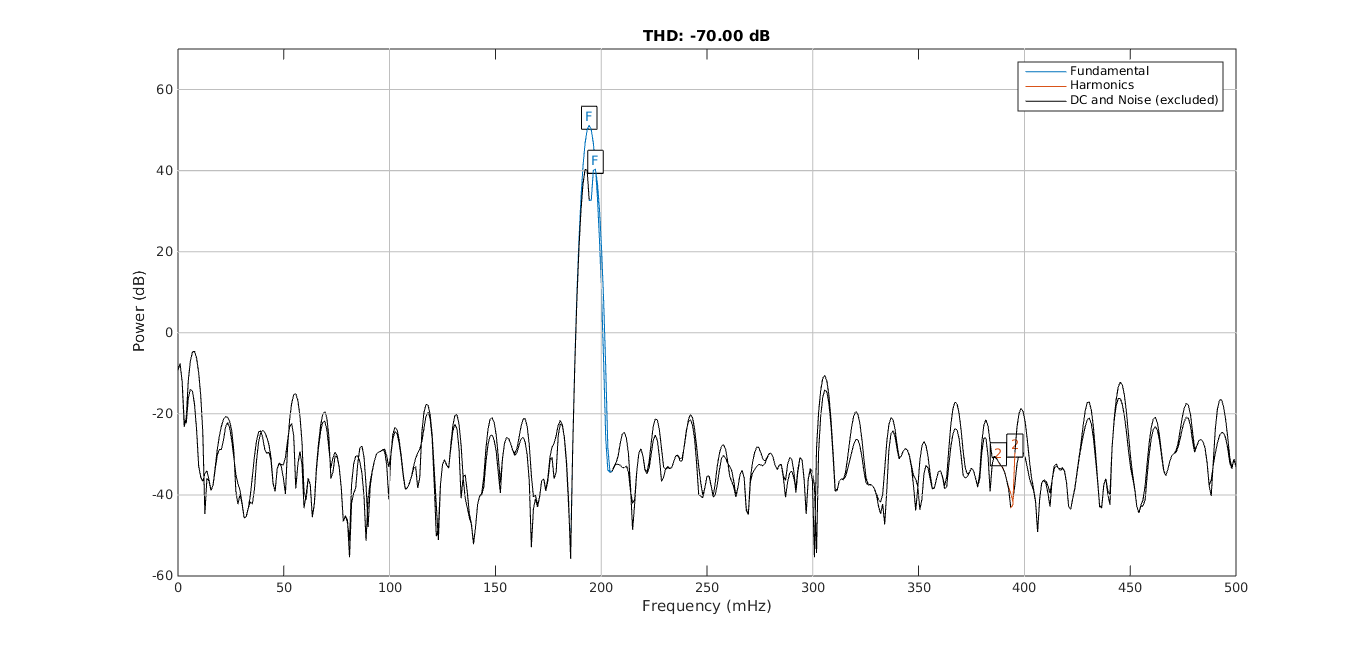 THD: -70.00 dB
Fundamental
Harmonics
DC and Noise (excluded)
F
F
2
2
Power (dB)
60
40
20
0
-20
-40
-60
0 50 100 150 200 250 300 350 400 450 500
Frequency (mHz)